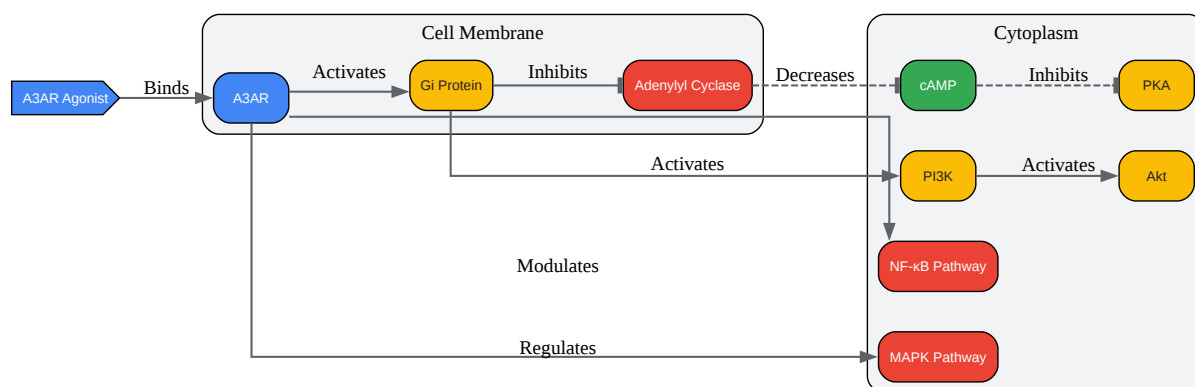 Cell Membrane
Cytoplasm
A3AR Agonist
Binds
A3AR
Activates
Gi Protein
Inhibits
Adenylyl Cyclase
Decreases
cAMP
Inhibits
PKA
Activates
PI3K
Activates
Akt
Modulates
NF-κB Pathway
Regulates
MAPK Pathway